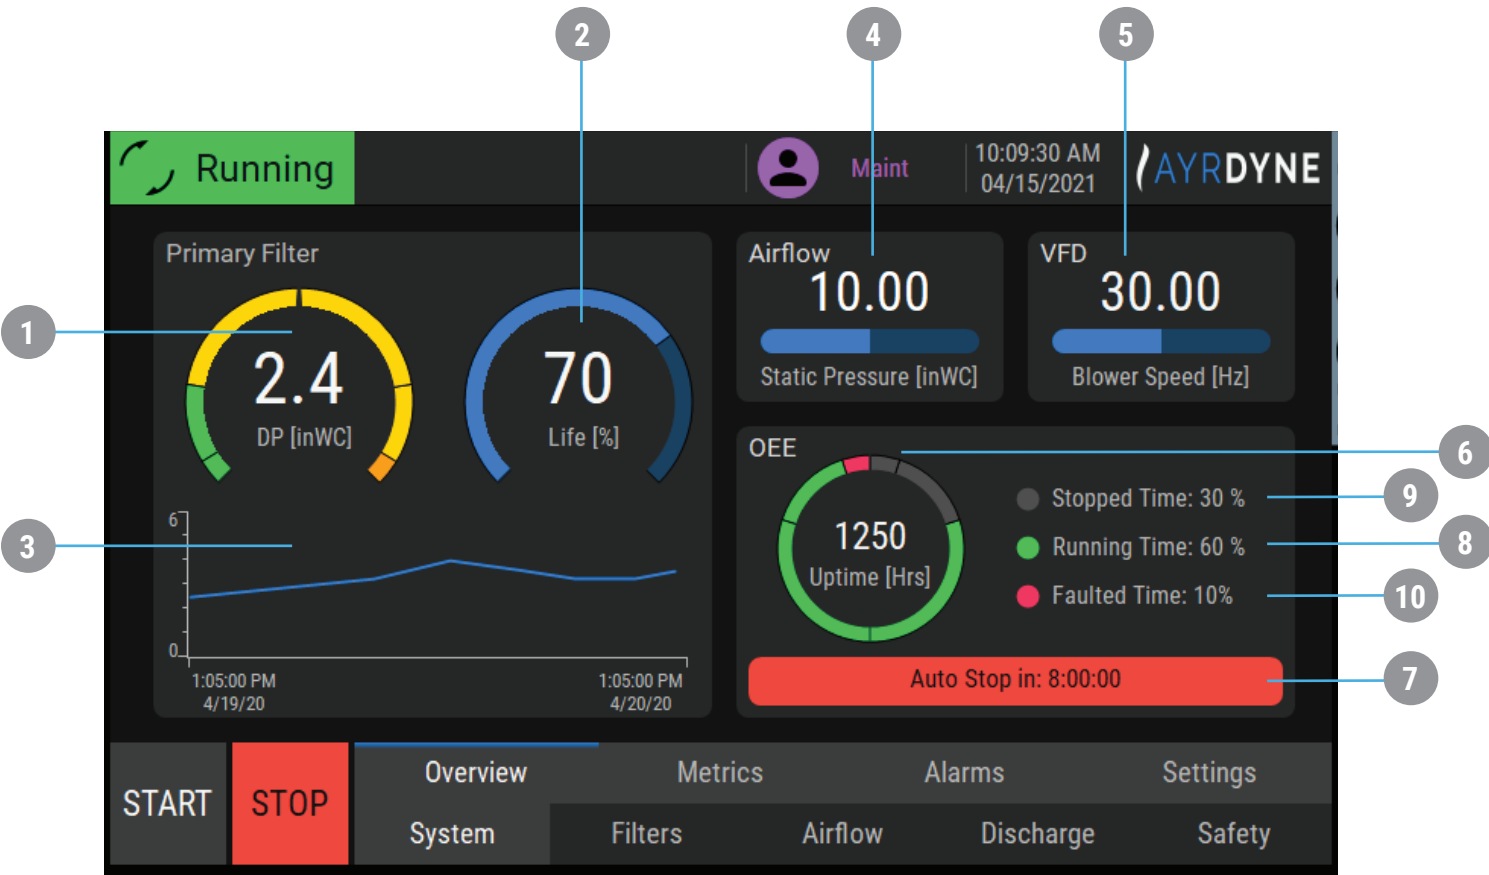 2
4
5
Running
Maint
10:09:30 AM
04/15/2021
AYRDYNE
Primary Filter
1
2.4
DP [inWC]
70
Life [%]
3
6
0
1:05:00 PM
4/19/20
1:05:00 PM
4/20/20
Airflow
10.00
Static Pressure [inWC]
VFD
30.00
Blower Speed [Hz]
OEE
6
1250
Uptime [Hrs]
Stopped Time: 30 %
9
Running Time: 60 %
8
Faulted Time: 10%
10
Auto Stop in: 8:00:00
7
START
STOP
Overview
Metrics
Alarms
Settings
System
Filters
Airflow
Discharge
Safety